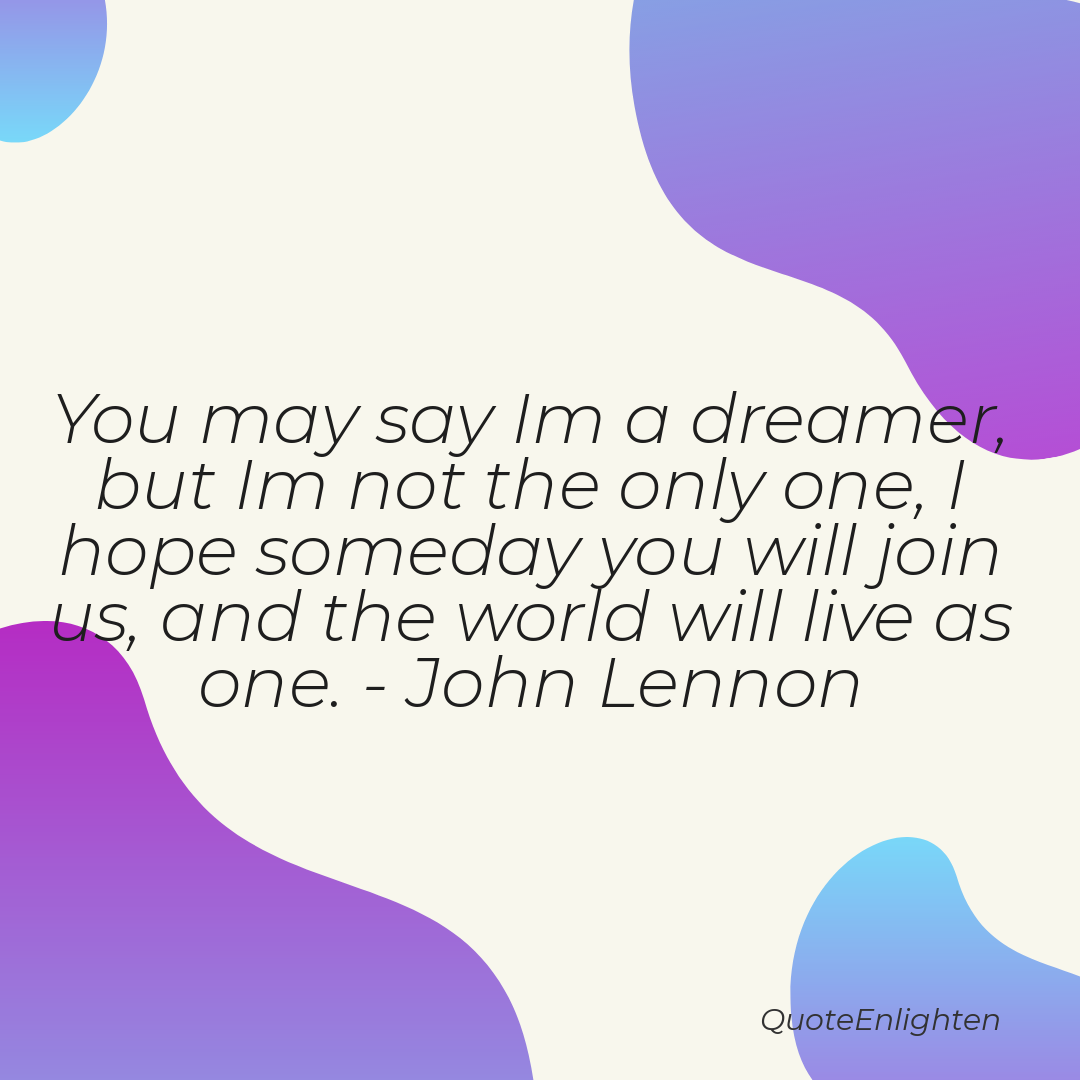 You may say Im a dreamer,
but Im not the only one, I
hope someday you will join
us, and the world will live as
one. - John Lennon
QuoteEnlighten